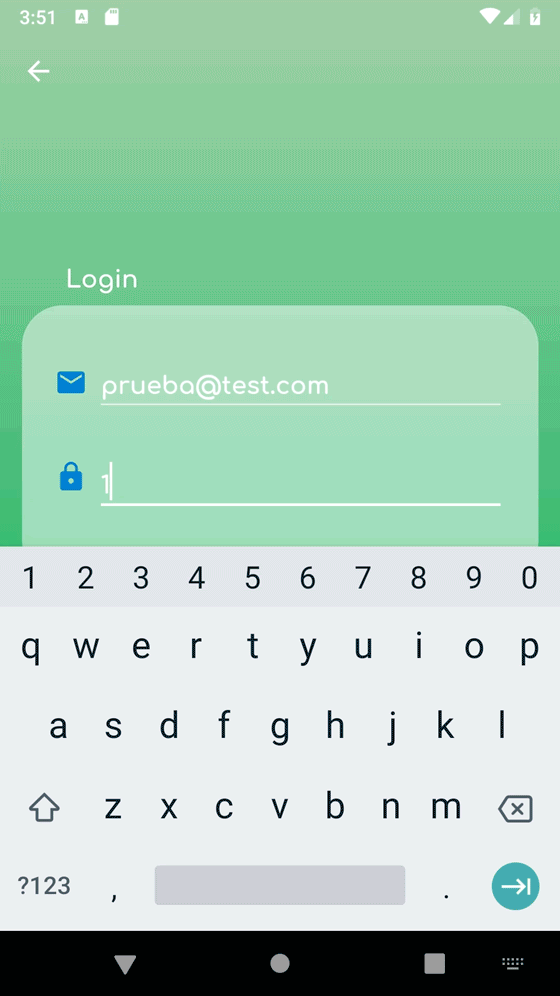 3:51 A
Login
prueba@test.com
1
1 2 3 4 5 6 7 8 9 0
q w e r t y u i o p
a s d f g h j k l
z x c v b n m
?123 , .